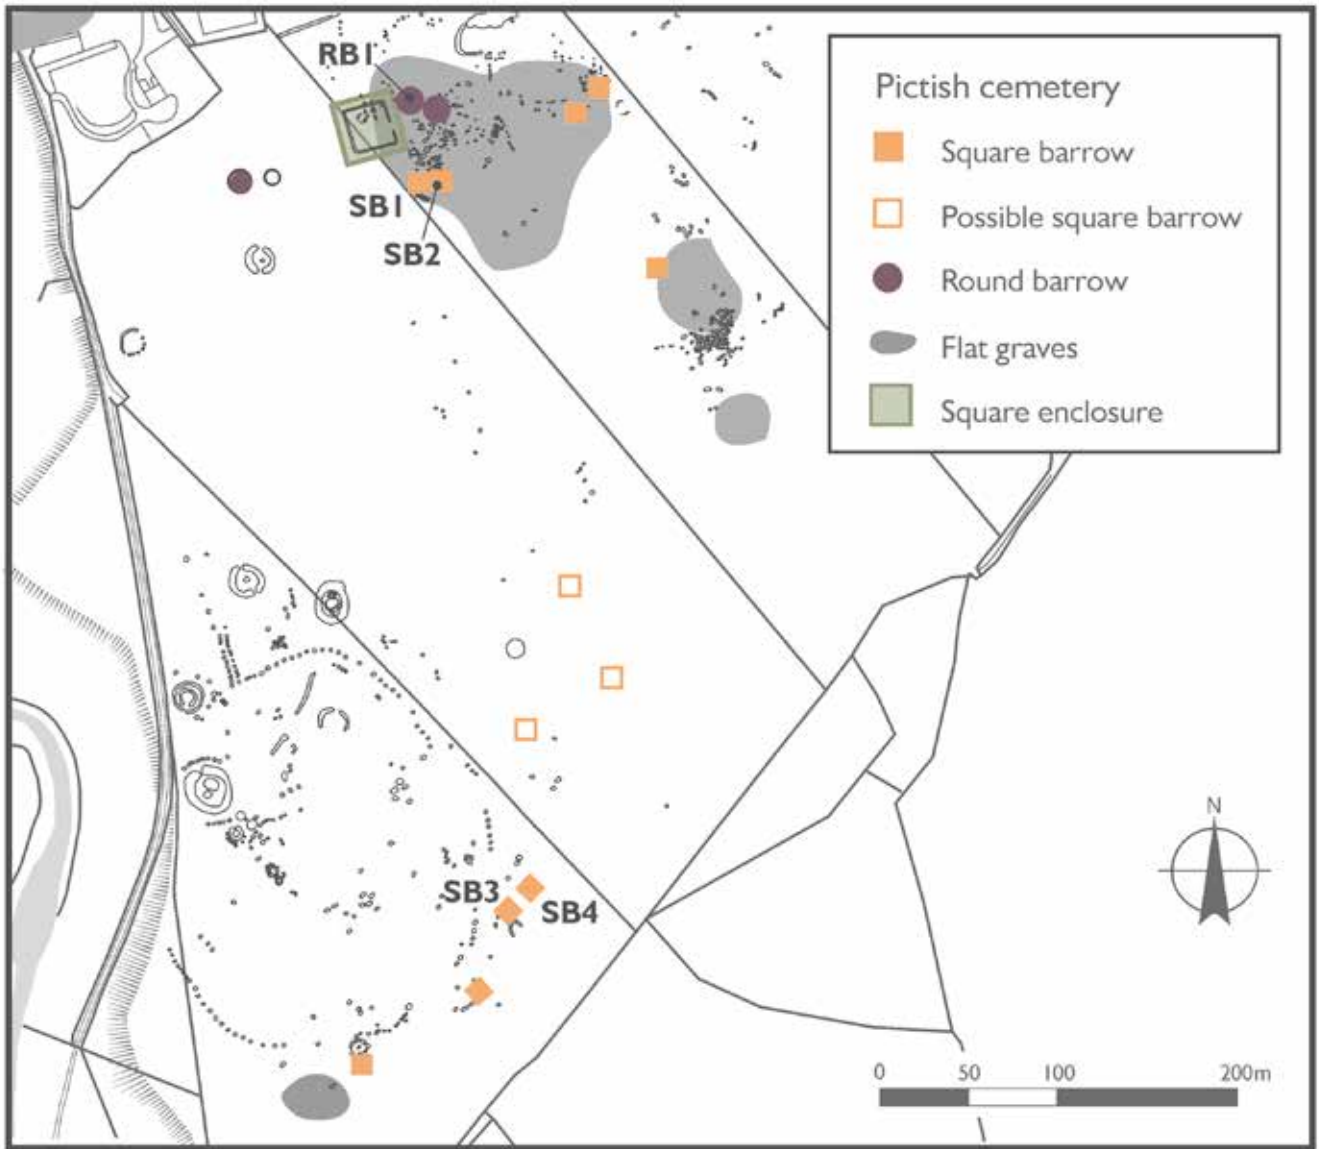 RB1
SB1
SB2
SB3
SB4
Pictish cemetery
Square barrow
Possible square barrow
Round barrow
Flat graves
Square enclosure
N
0 50 100 200m